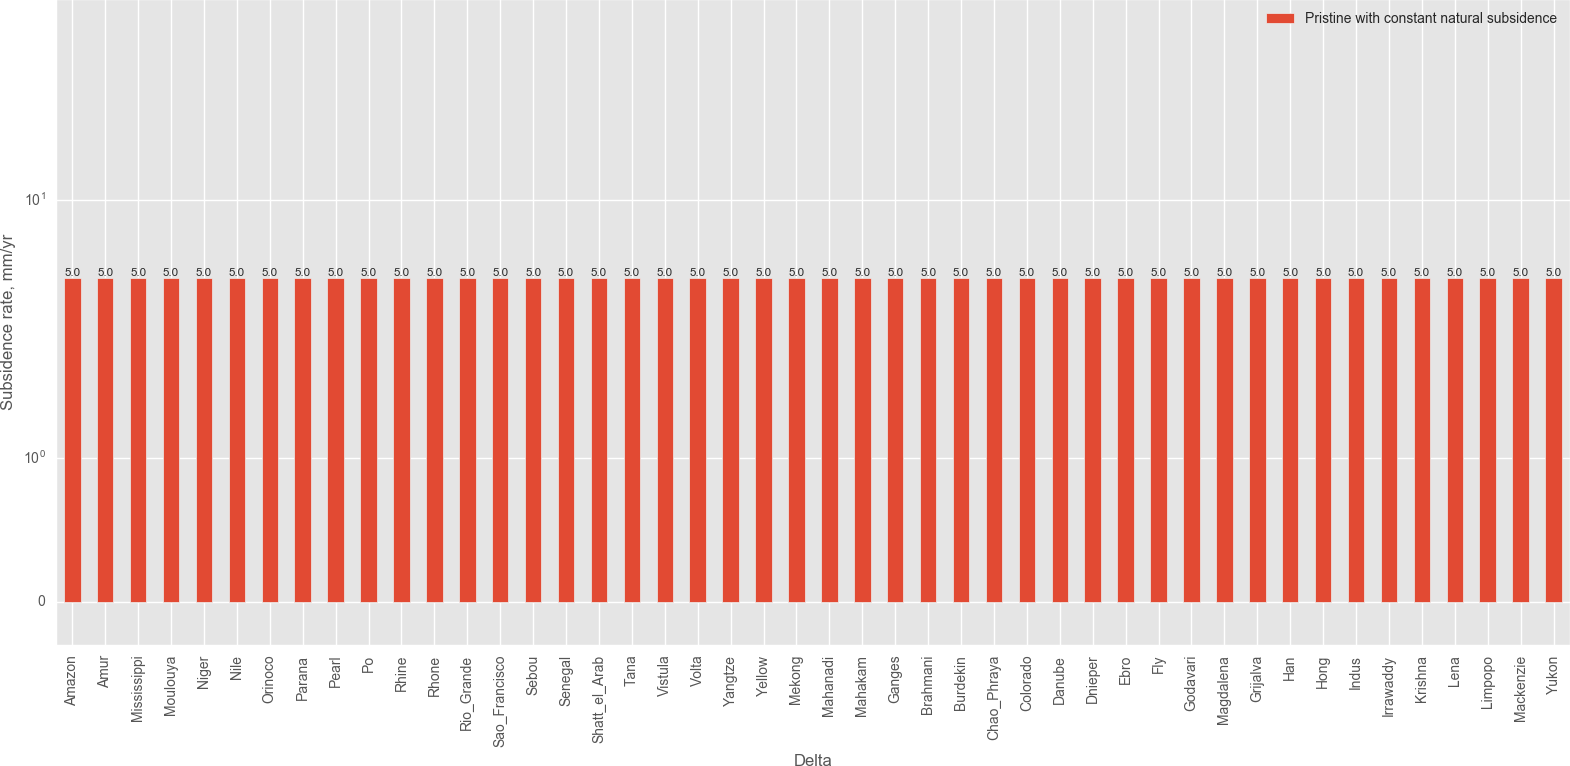 Pristine with constant natural subsidence
Subsidence rate, mm/yr
10¹
10⁰
0
5.0 5.0 5.0 5.0 5.0 5.0 5.0 5.0 5.0 5.0 5.0 5.0 5.0 5.0 5.0 5.0 5.0 5.0 5.0 5.0 5.0 5.0 5.0 5.0 5.0 5.0 5.0 5.0 5.0 5.0 5.0 5.0 5.0 5.0 5.0 5.0 5.0 5.0 5.0 5.0 5.0 5.0 5.0 5.0 5.0 5.0
Amazon
Amur
Mississippi
Moulouya
Niger
Nile
Orinoco
Parana
Pearl
Po
Rhine
Rhone
Rio_Grande
Sao_Francisco
Sebou
Senegal
Shatt_el_Arab
Tana
Vistula
Volta
Yangtze
Yellow
Mekong
Mahanadi
Mahakam
Ganges
Brahmani
Burdekin
Chao_Phraya
Colorado
Danube
Dnieper
Ebro
Fly
Godavari
Magdalena
Grijalva
Han
Hong
Indus
Irrawaddy
Krishna
Lena
Limpopo
Mackenzie
Yukon
Delta